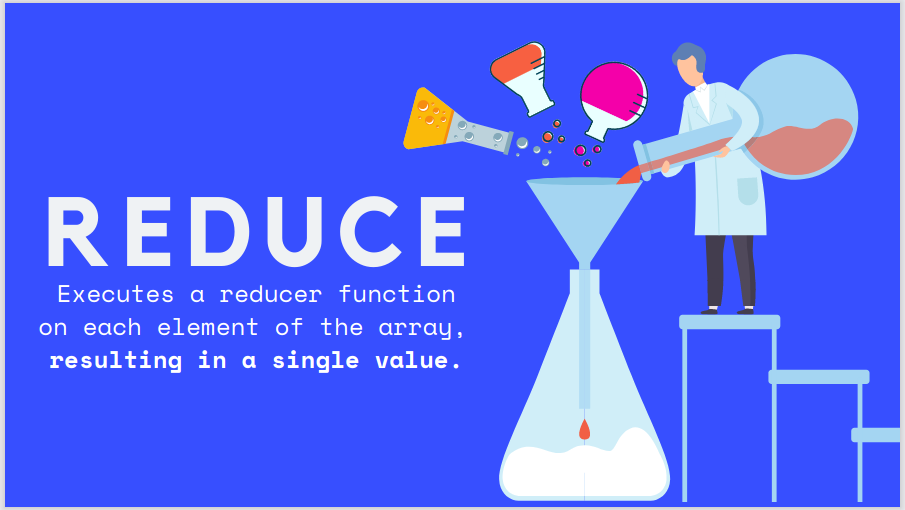 REDUCE
Executes a reducer function
on each element of the array,
resulting in a single value.